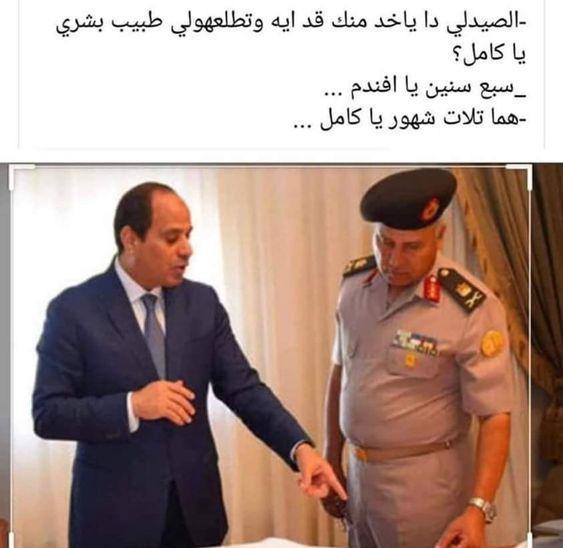 -الصيدلي دا ياخد منك قد ايه وتطلعهولي طبيب بشري
يا كامل؟
_سبع سنين يا افندم ...
-هما تلات شهور يا كامل ...